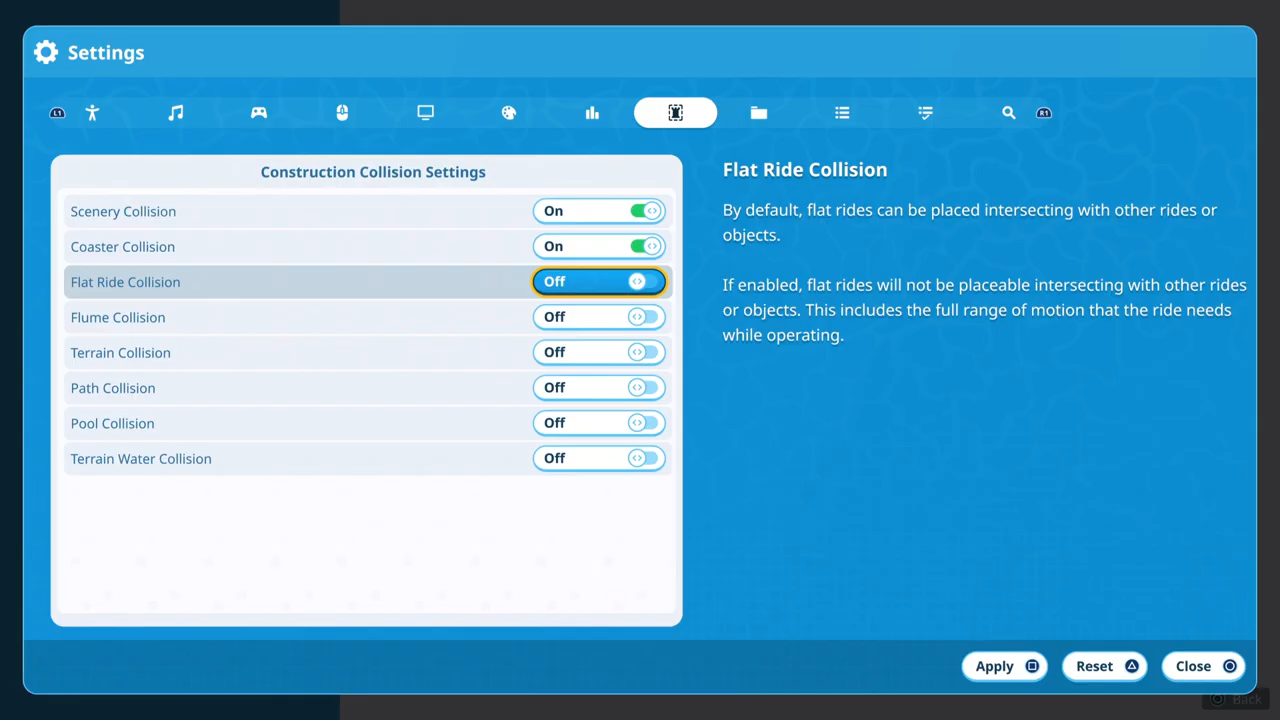 Settings
L1
R1
Construction Collision Settings
Scenery Collision On
Coaster Collision On
Flat Ride Collision Off
Flume Collision Off
Terrain Collision Off
Path Collision Off
Pool Collision Off
Terrain Water Collision Off
Flat Ride Collision
By default, flat rides can be placed intersecting with other rides or
objects.
If enabled, flat rides will not be placeable intersecting with other rides
or objects. This includes the full range of motion that the ride needs
while operating.
Apply
Reset
Close
Back